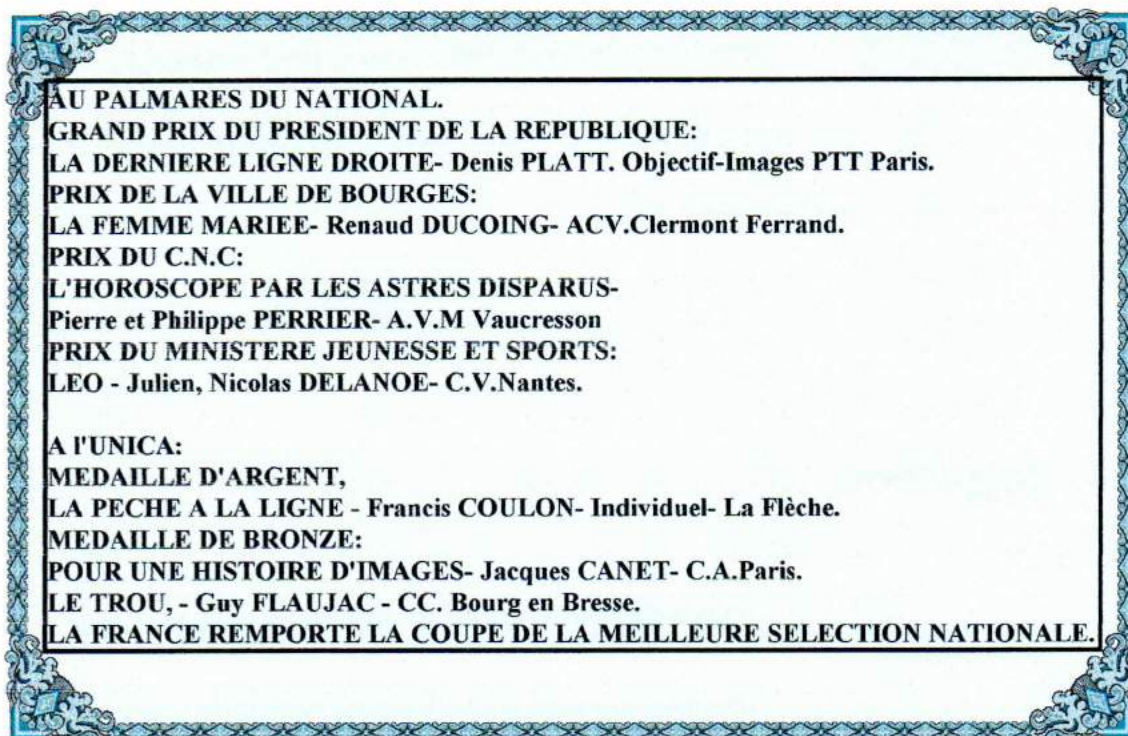 AU PALMARES DU NATIONAL.
GRAND PRIX DU PRESIDENT DE LA REPUBLIQUE:
LA DERNIERE LIGNE DROITE- Denis PLATT. Objectif-Images PTT Paris.
PRIX DE LA VILLE DE BOURGES:
LA FEMME MARIEE- Renaud DUCOING- ACV.Clermont Ferrand.
PRIX DU C.N.C:
L'HOROSCOPE PAR LES ASTRES DISPARUS-
Pierre et Philippe PERRIER- A.V.M Vaucresson
PRIX DU MINISTERE JEUNESSE ET SPORTS:
LEO - Julien, Nicolas DELANOE- C.V.Nantes.

A l'UNICA:
MEDAILLE D'ARGENT,
LA PECHE A LA LIGNE - Francis COULON- Individuel- La Flèche.
MEDAILLE DE BRONZE:
POUR UNE HISTOIRE D'IMAGES- Jacques CANET- C.A.Paris.
LE TROU, - Guy FLAUJAC - CC. Bourg en Bresse.
LA FRANCE REMPORTE LA COUPE DE LA MEILLEURE SELECTION NATIONALE.